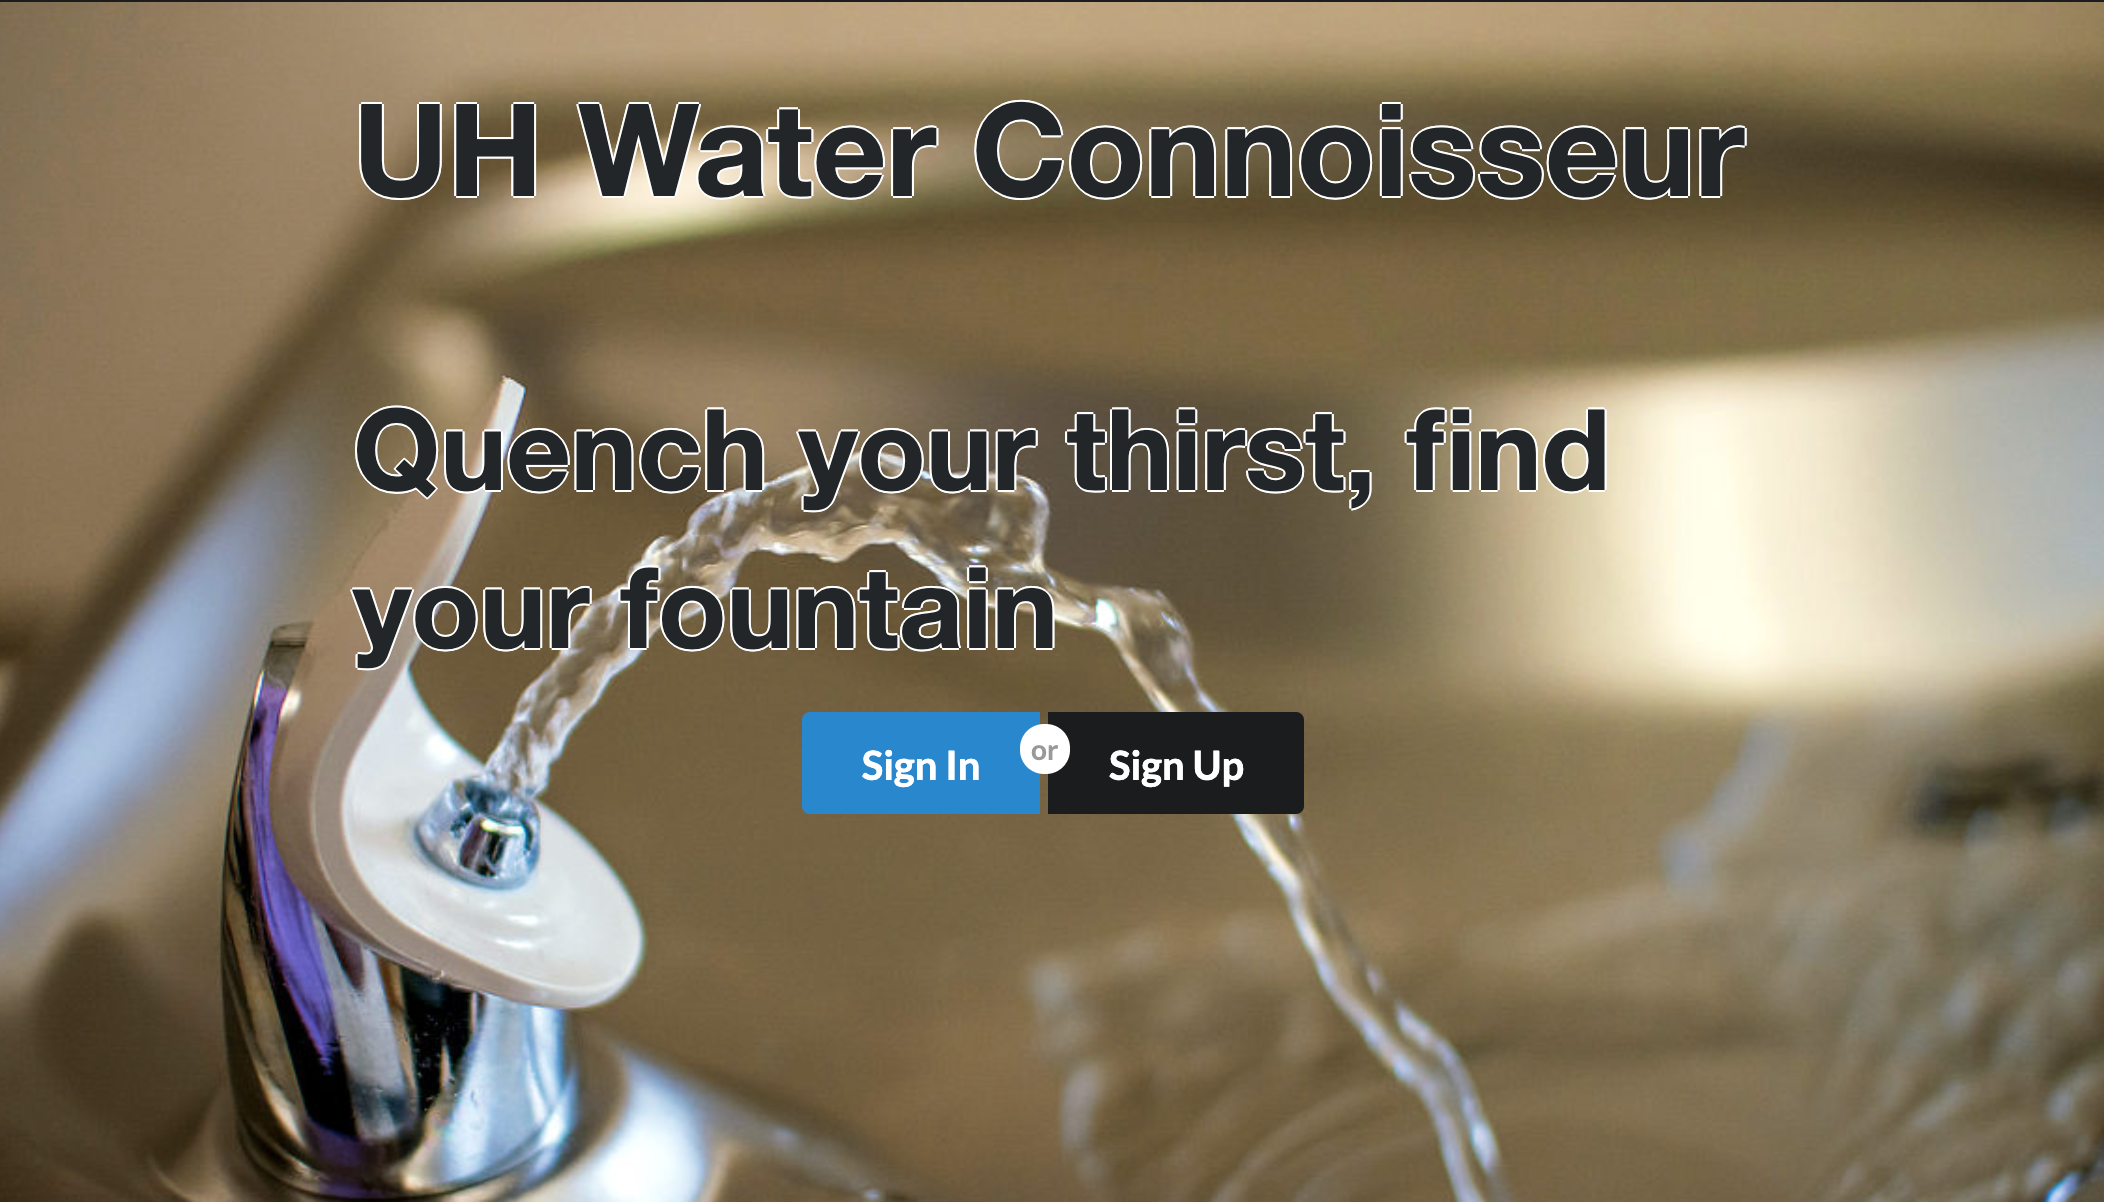 UH Water Connoisseur
Quench your thirst, find
your fountain
Sign In or Sign Up